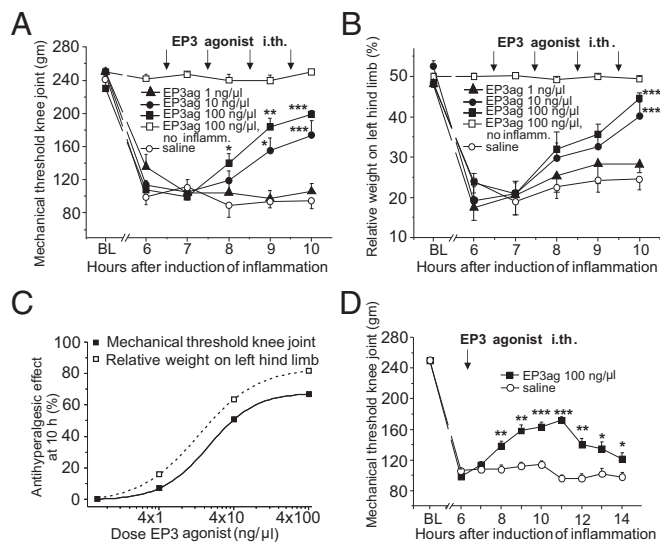 A
EP3 agonist i.th.
Mechanical threshold knee joint (gm)
280
240
200
160
120
80
EP3ag 1 ng/µl
EP3ag 10 ng/µl
EP3ag 100 ng/µl
EP3ag 100 ng/µl,
no inflamm.
saline
*
**
*
***
***
BL
6
7
8
9
10
Hours after induction of inflammation
B
EP3 agonist i.th.
Relative weight on left hind limb (%)
60
50
40
30
20
10
EP3ag 1 ng/µl
EP3ag 10 ng/µl
EP3ag 100 ng/µl
EP3ag 100 ng/µl
no inflamm.
saline
***
***
BL
6
7
8
9
10
Hours after induction of inflammation
C
Mechanical threshold knee joint
Relative weight on left hind limb
Antihyperalgesic effect
at 10 h (%)
80
60
40
20
0
4x1
4x10
4x100
Dose EP3 agonist (ng/µl)
D
EP3 agonist i.th.
Mechanical threshold knee joint (gm)
280
240
200
160
120
80
EP3ag 100 ng/µl
saline
**
**
***
***
**
*
*
BL
6
8
10
12
14
Hours after induction of inflammation